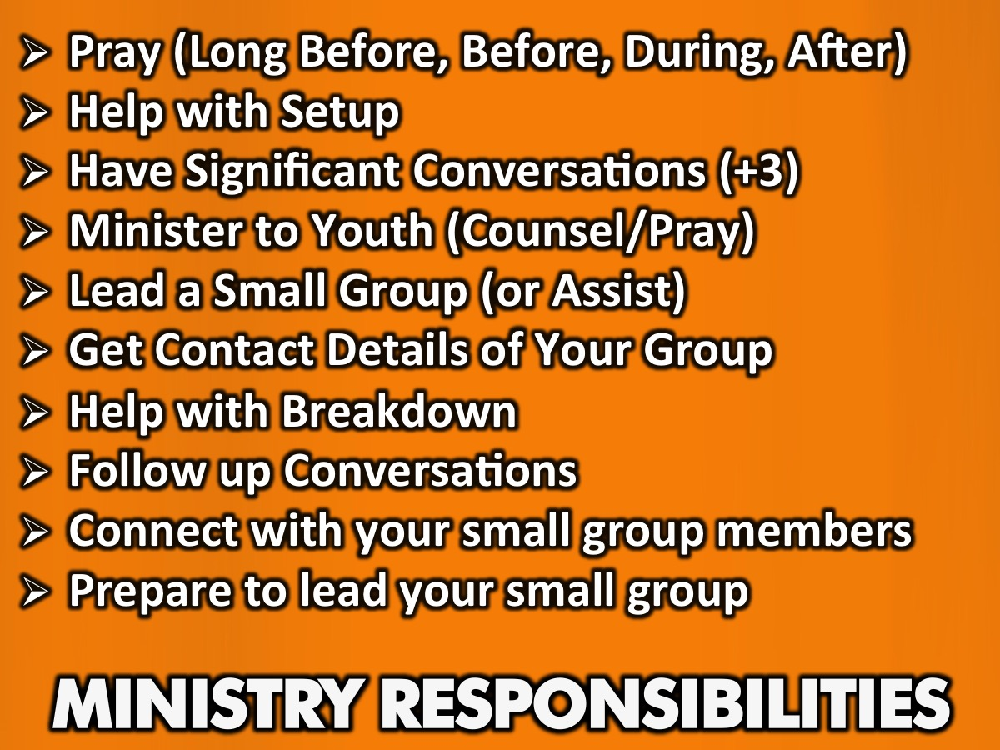 ➢ Pray (Long Before, Before, During, After)
➢ Help with Setup
➢ Have Significant Conversations (+3)
➢ Minister to Youth (Counsel/Pray)
➢ Lead a Small Group (or Assist)
➢ Get Contact Details of Your Group
➢ Help with Breakdown
➢ Follow up Conversations
➢ Connect with your small group members
➢ Prepare to lead your small group
MINISTRY RESPONSIBILITIES